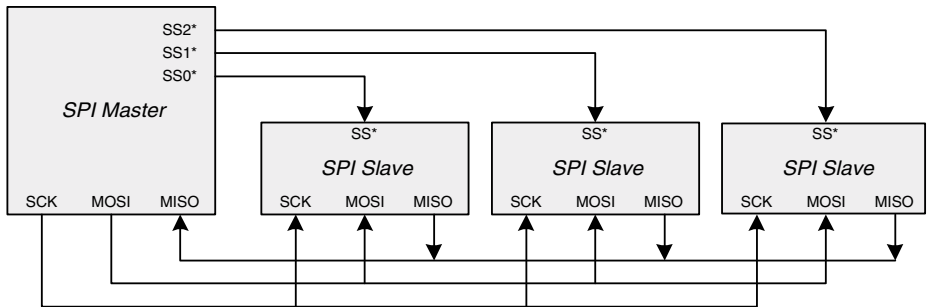 SS2*
SS1*
SS0*
SPI Master
SCK MOSI MISO
SS*
SPI Slave
SCK MOSI MISO
SS*
SPI Slave
SCK MOSI MISO
SS*
SPI Slave
SCK MOSI MISO